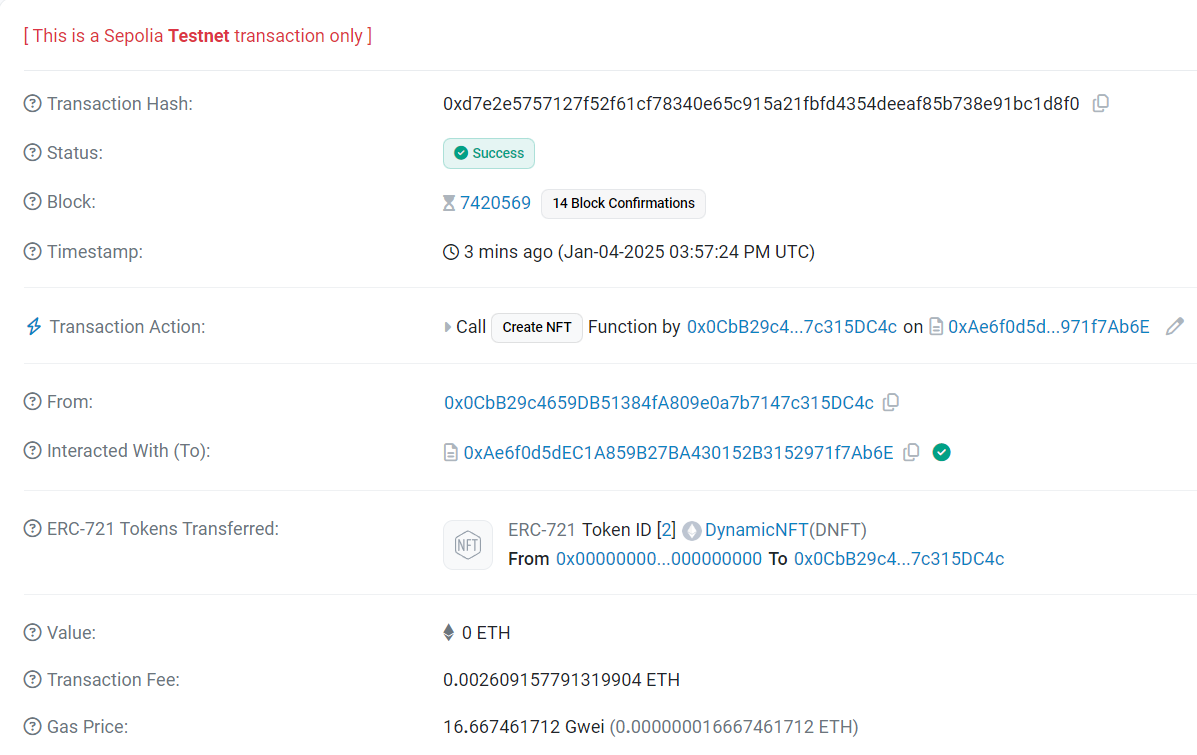 [ This is a Sepolia Testnet transaction only ]
Transaction Hash: 0xd7e2e5757127f52f61cf78340e65c915a21fbfd4354deeaf85b738e91bc1d8f0
Status: Success
Block: 7420569 14 Block Confirmations
Timestamp: 3 mins ago (Jan-04-2025 03:57:24 PM UTC)
Transaction Action: Call Create NFT Function by 0x0CbB29c4...7c315DC4c on 0xAe6f0d5d...971f7Ab6E
From: 0x0CbB29c4659DB51384fA809e0a7b7147c315DC4c
Interacted With (To): 0xAe6f0d5dEC1A859B27BA430152B3152971f7Ab6E
ERC-721 Tokens Transferred: NFT ERC-721 Token ID [2] DynamicNFT(DNFT)
From 0x00000000...000000000 To 0x0CbB29c4...7c315DC4c
Value: 0 ETH
Transaction Fee: 0.002609157791319904 ETH
Gas Price: 16.667461712 Gwei (0.000000016667461712 ETH)